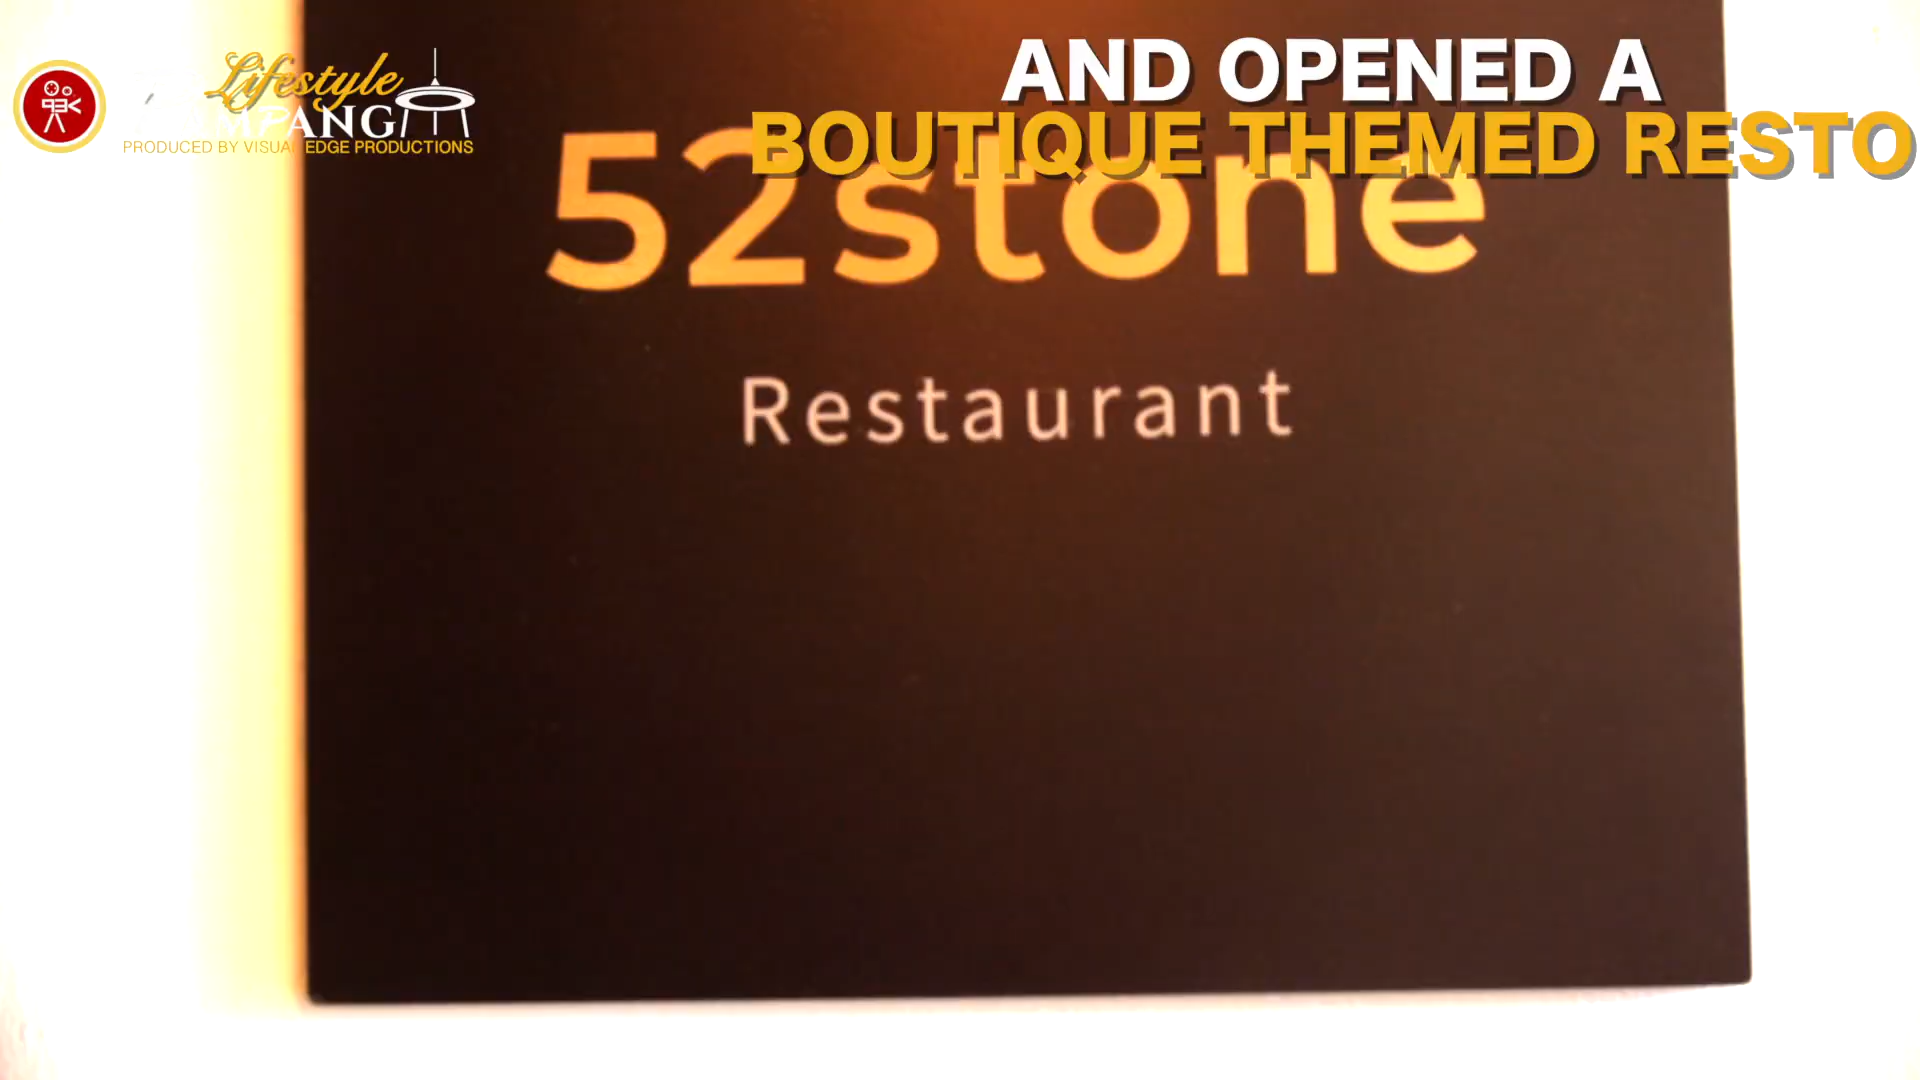 Lifestyle
PRODUCED BY VISUAL EDGE PRODUCTIONS
AND OPENED A
BOUTIQUE THEMED RESTO
52stone
Restaurant